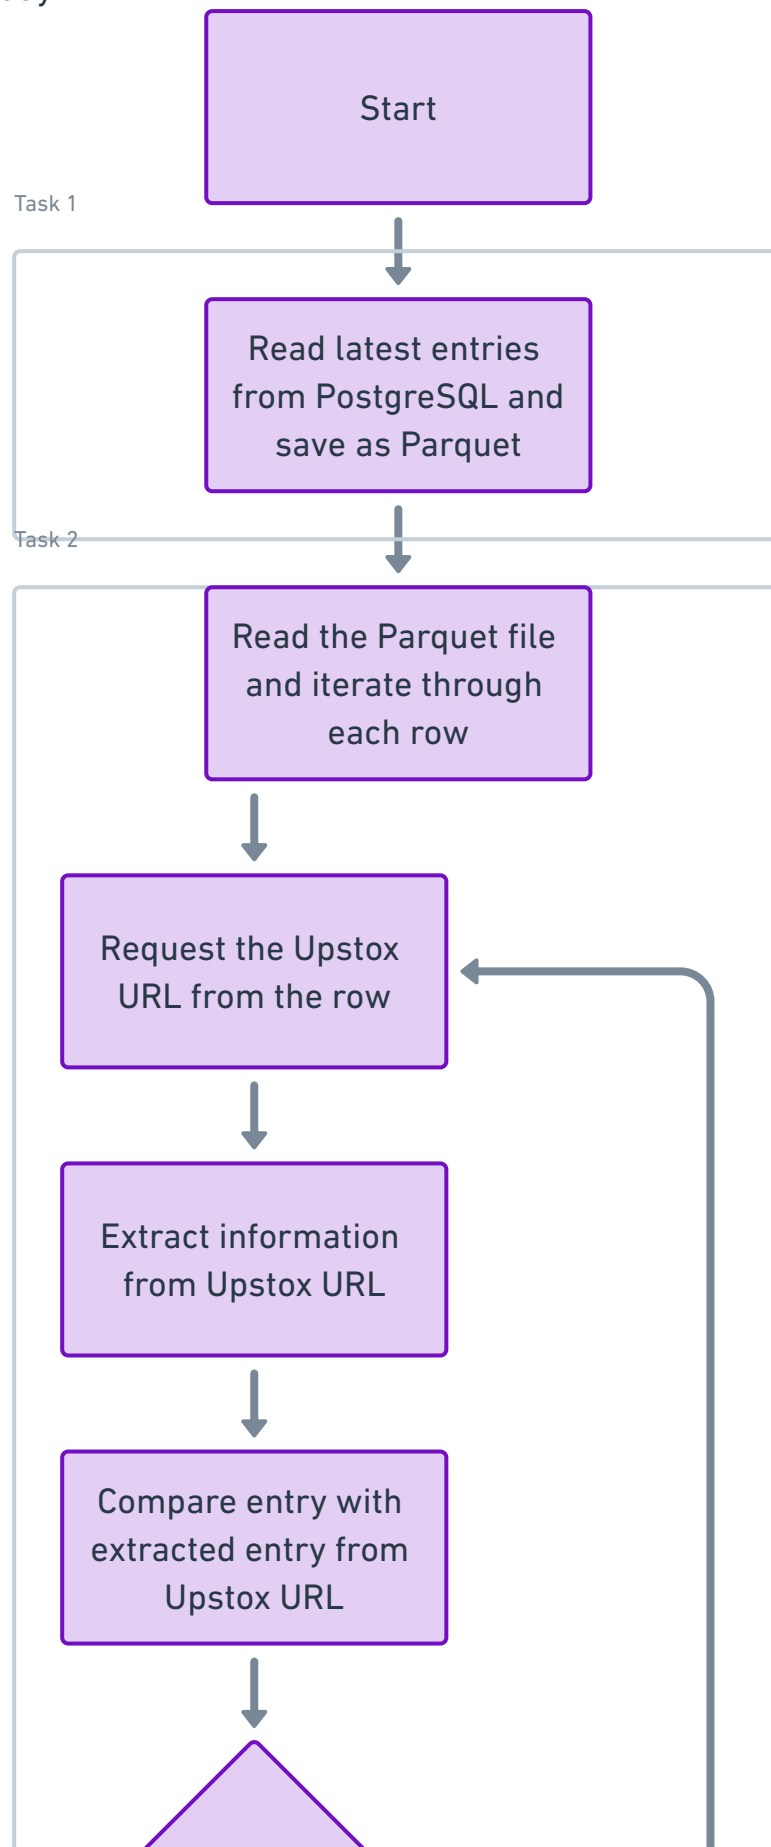 Start
Task 1
Read latest entries
from PostgreSQL and
save as Parquet
Task 2
Read the Parquet file
and iterate through
each row
Request the Upstox
URL from the row
Extract information
from Upstox URL
Compare entry with
extracted entry from
Upstox URL